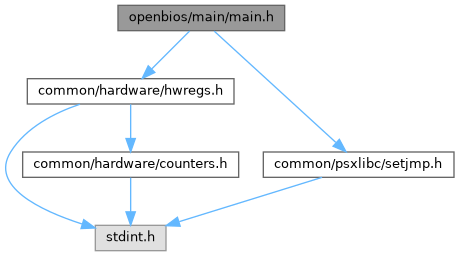 openbios/main/main.h
common/hardware/hwregs.h
common/hardware/counters.h
common/psxlibc/setjmp.h
stdint.h